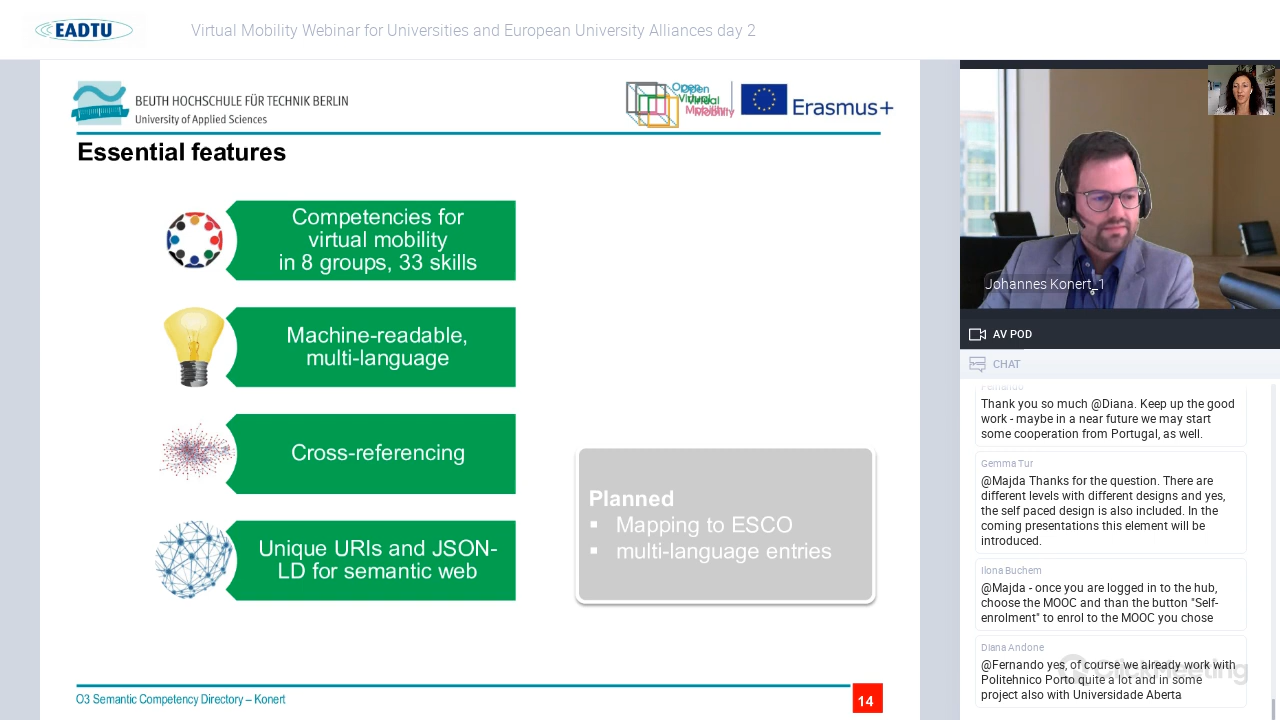 EADTU
Virtual Mobility Webinar for Universities and European University Alliances day 2
BEUTH HOCHSCHULE FÜR TECHNIK BERLIN
University of Applied Sciences
Open
Virtual
Mobility
Erasmus+
Essential features
Competencies for
virtual mobility
in 8 groups, 33 skills
Machine-readable,
multi-language
Cross-referencing
Unique URIs and JSON-
LD for semantic web
Planned
▪ Mapping to ESCO
▪ multi-language entries
O3 Semantic Competency Directory – Konert
14
Johannes Konert_1
AV POD
CHAT
Fernando
Thank you so much @Diana. Keep up the good
work - maybe in a near future we may start
some cooperation from Portugal, as well.
Gemma Tur
@Majda Thanks for the question. There are
different levels with different designs and yes,
the self paced design is also included. In the
coming presentations this element will be
introduced.
Ilona Buchem
@Majda - once you are logged in to the hub,
choose the MOOC and than the button "Self-
enrolment" to enrol to the MOOC you chose
Diana Andone
@Fernando yes, of course we already work with
Politehnico Porto quite a lot and in some
project also with Universidade Aberta
ClickMeeting